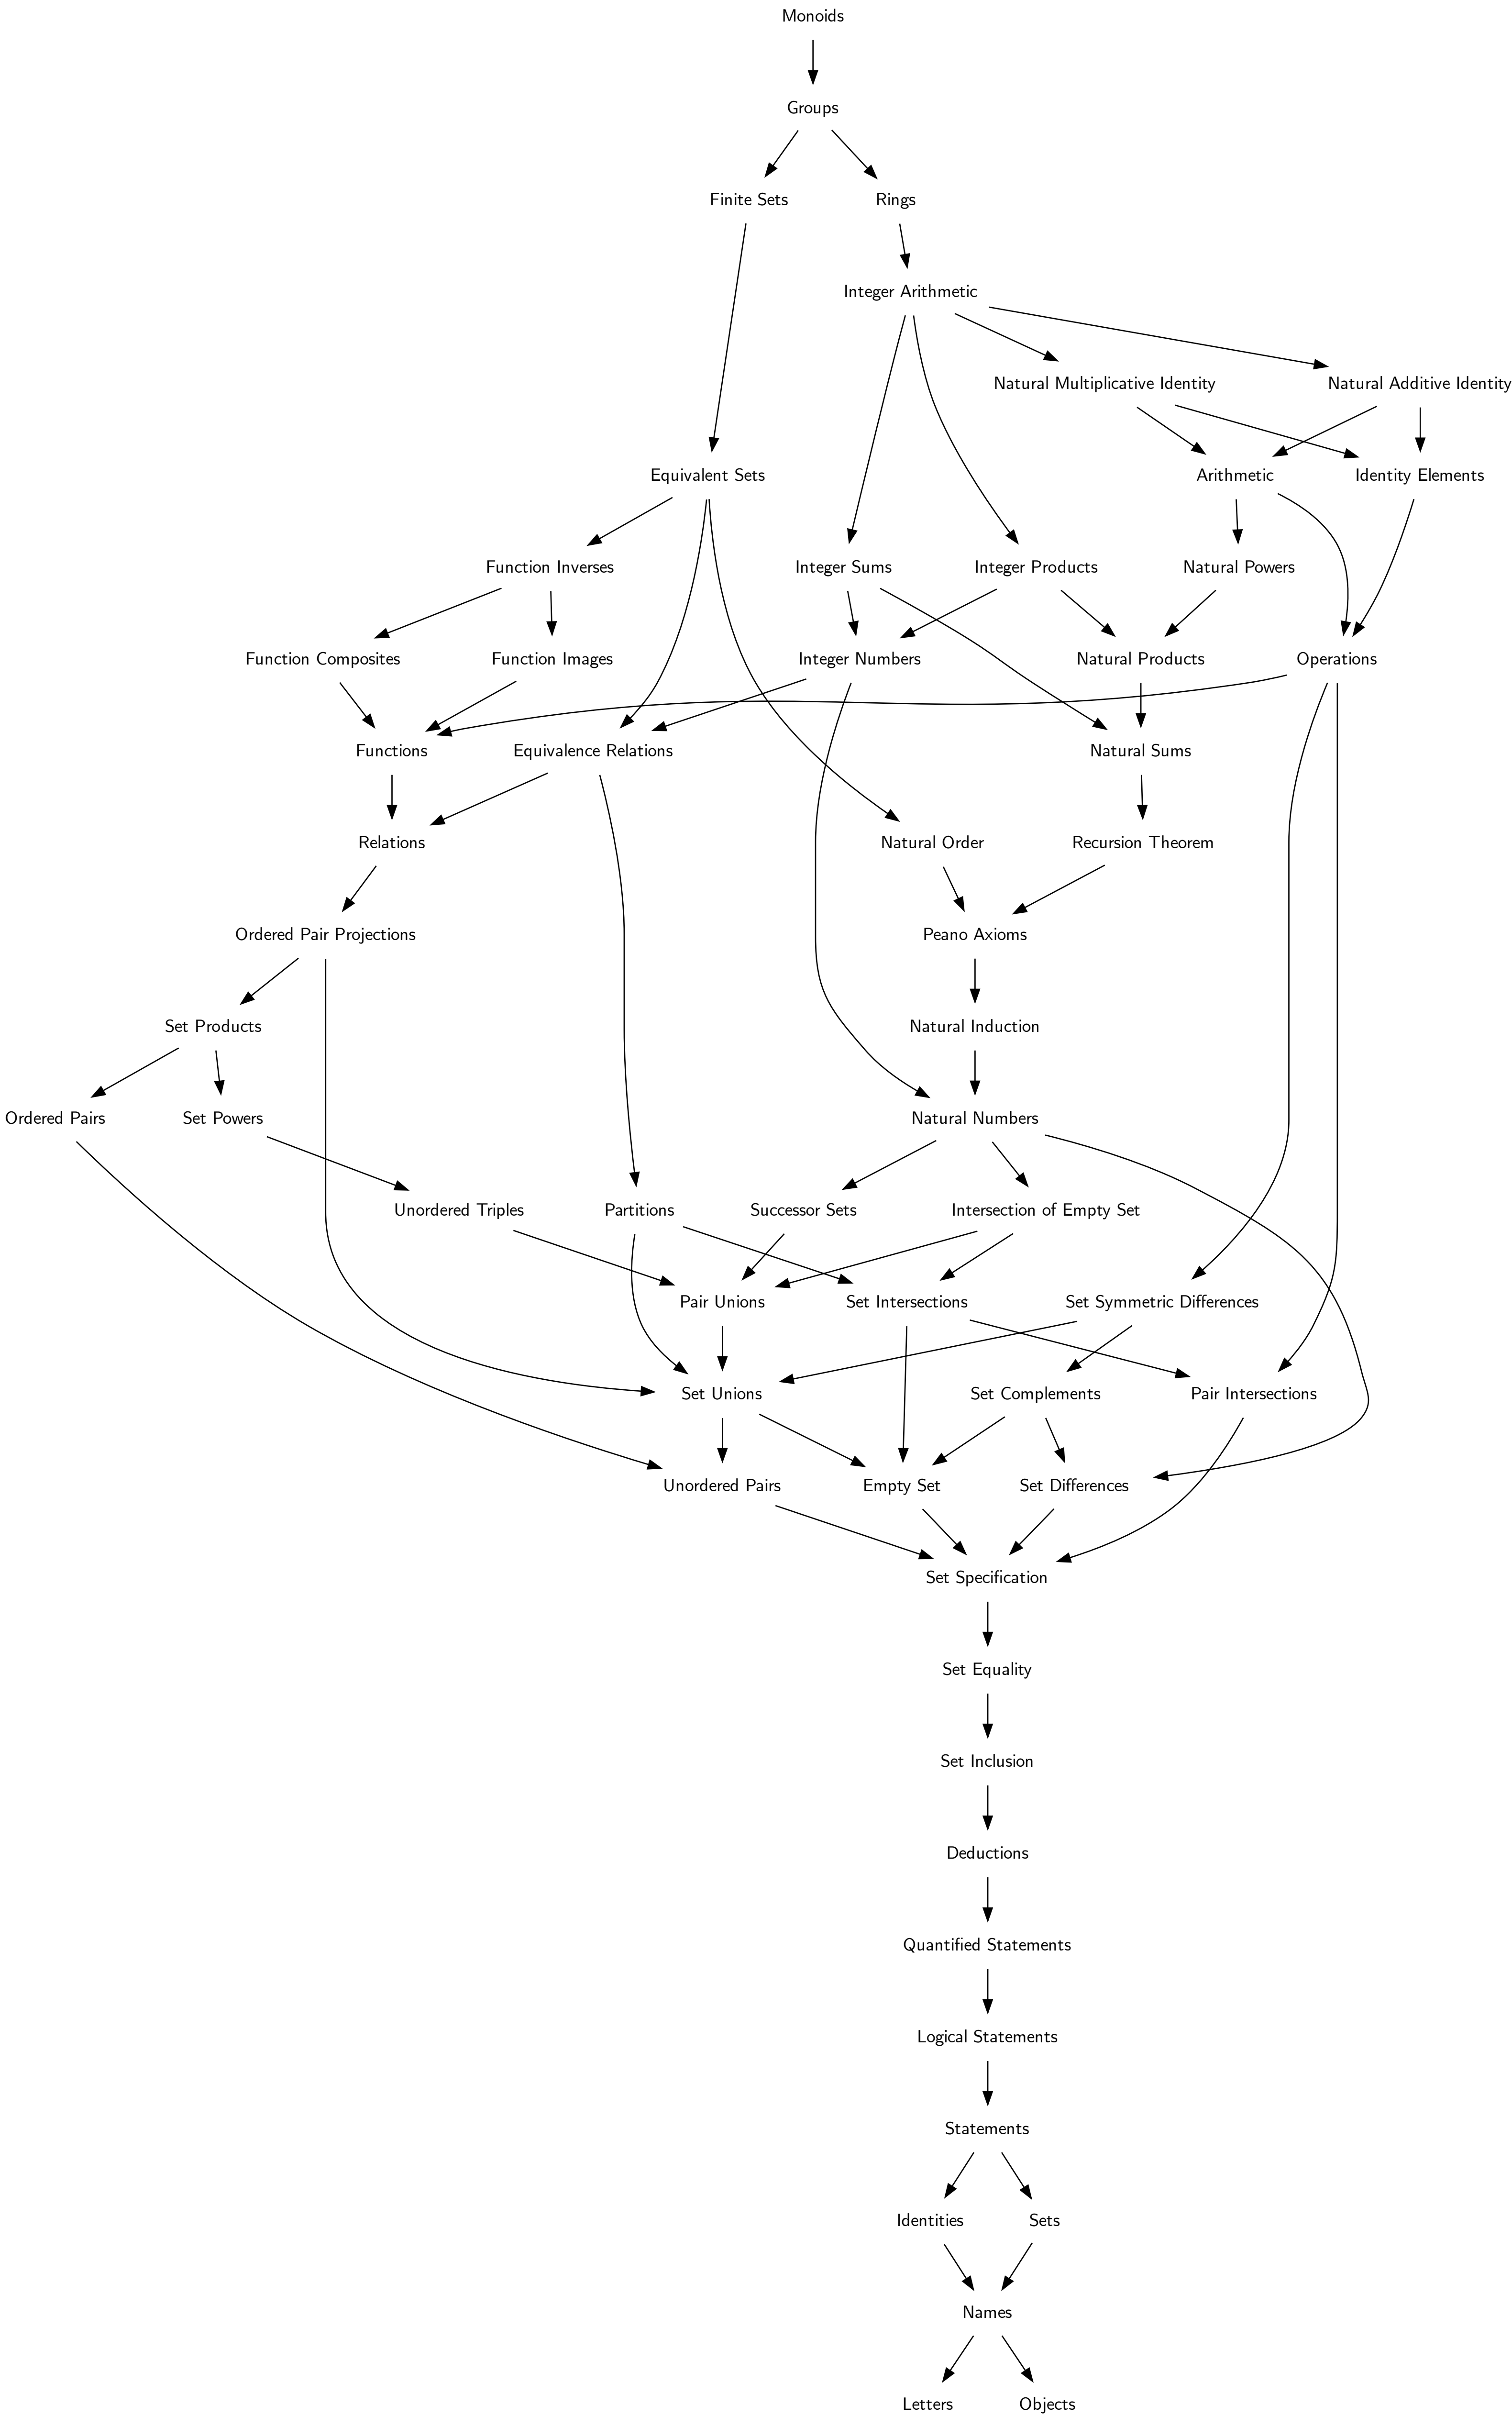 Monoids
Groups
Finite Sets
Rings
Integer Arithmetic
Natural Multiplicative Identity
Natural Additive Identity
Equivalent Sets
Arithmetic
Identity Elements
Function Inverses
Integer Sums
Integer Products
Natural Powers
Function Composites
Function Images
Integer Numbers
Natural Products
Operations
Functions
Equivalence Relations
Natural Sums
Relations
Natural Order
Recursion Theorem
Ordered Pair Projections
Peano Axioms
Set Products
Natural Induction
Ordered Pairs
Set Powers
Natural Numbers
Unordered Triples
Partitions
Successor Sets
Intersection of Empty Set
Pair Unions
Set Intersections
Set Symmetric Differences
Set Unions
Set Complements
Pair Intersections
Unordered Pairs
Empty Set
Set Differences
Set Specification
Set Equality
Set Inclusion
Deductions
Quantified Statements
Logical Statements
Statements
Identities
Sets
Names
Letters
Objects